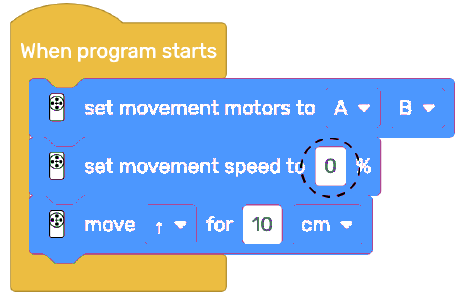 When program starts
set movement motors to A B
set movement speed to 0 %
move ↑ for 10 cm